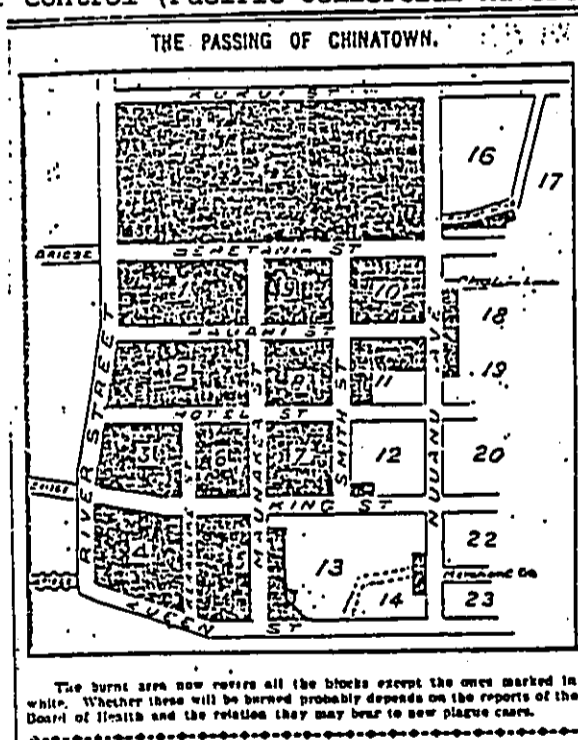 THE PASSING OF CHINATOWN.
KUKUI ST
16
17
BERETANIA ST
BRIDGE
1
9
10
18
PAUAHI ST
2
8
11
19
HOTEL ST
3
6
7
12
20
KING ST
4
5
13
14
22
23
RIVER STREET
MAUNAKEA ST
SMITH ST
NUUANU AVE
QUEEN ST
The burnt area now covers all the blocks except the ones marked in
white. Whether these will be burned probably depends on the reports of the
Board of Health and the relation they may bear to new plague cases.